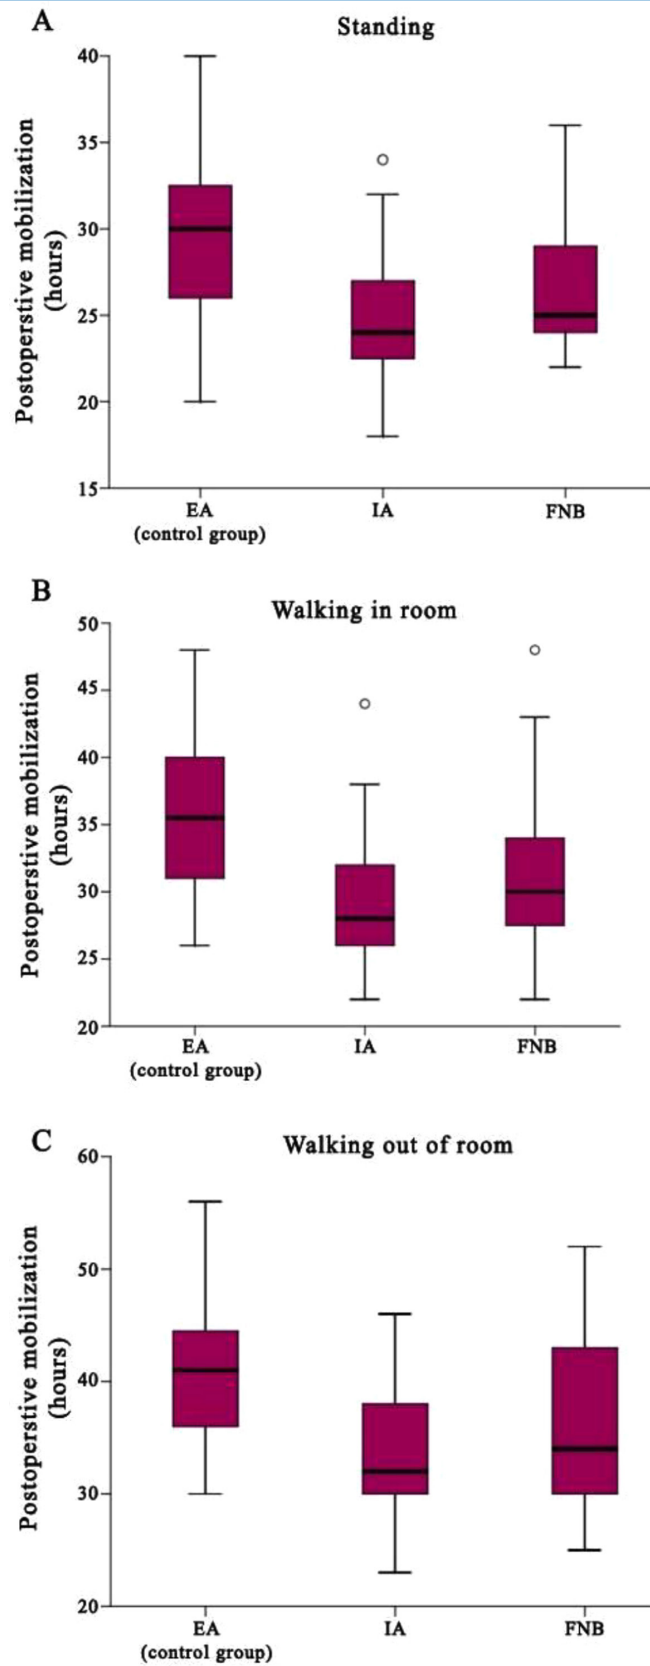 A
Standing
Postoperstive mobilization
(hours)
40
35
30
25
20
15
EA
(control group)
IA
FNB
B
Walking in room
Postoperstive mobilization
(hours)
50
45
40
35
30
25
20
EA
(control group)
IA
FNB
C
Walking out of room
Postoperstive mobilization
(hours)
60
50
40
30
20
EA
(control group)
IA
FNB